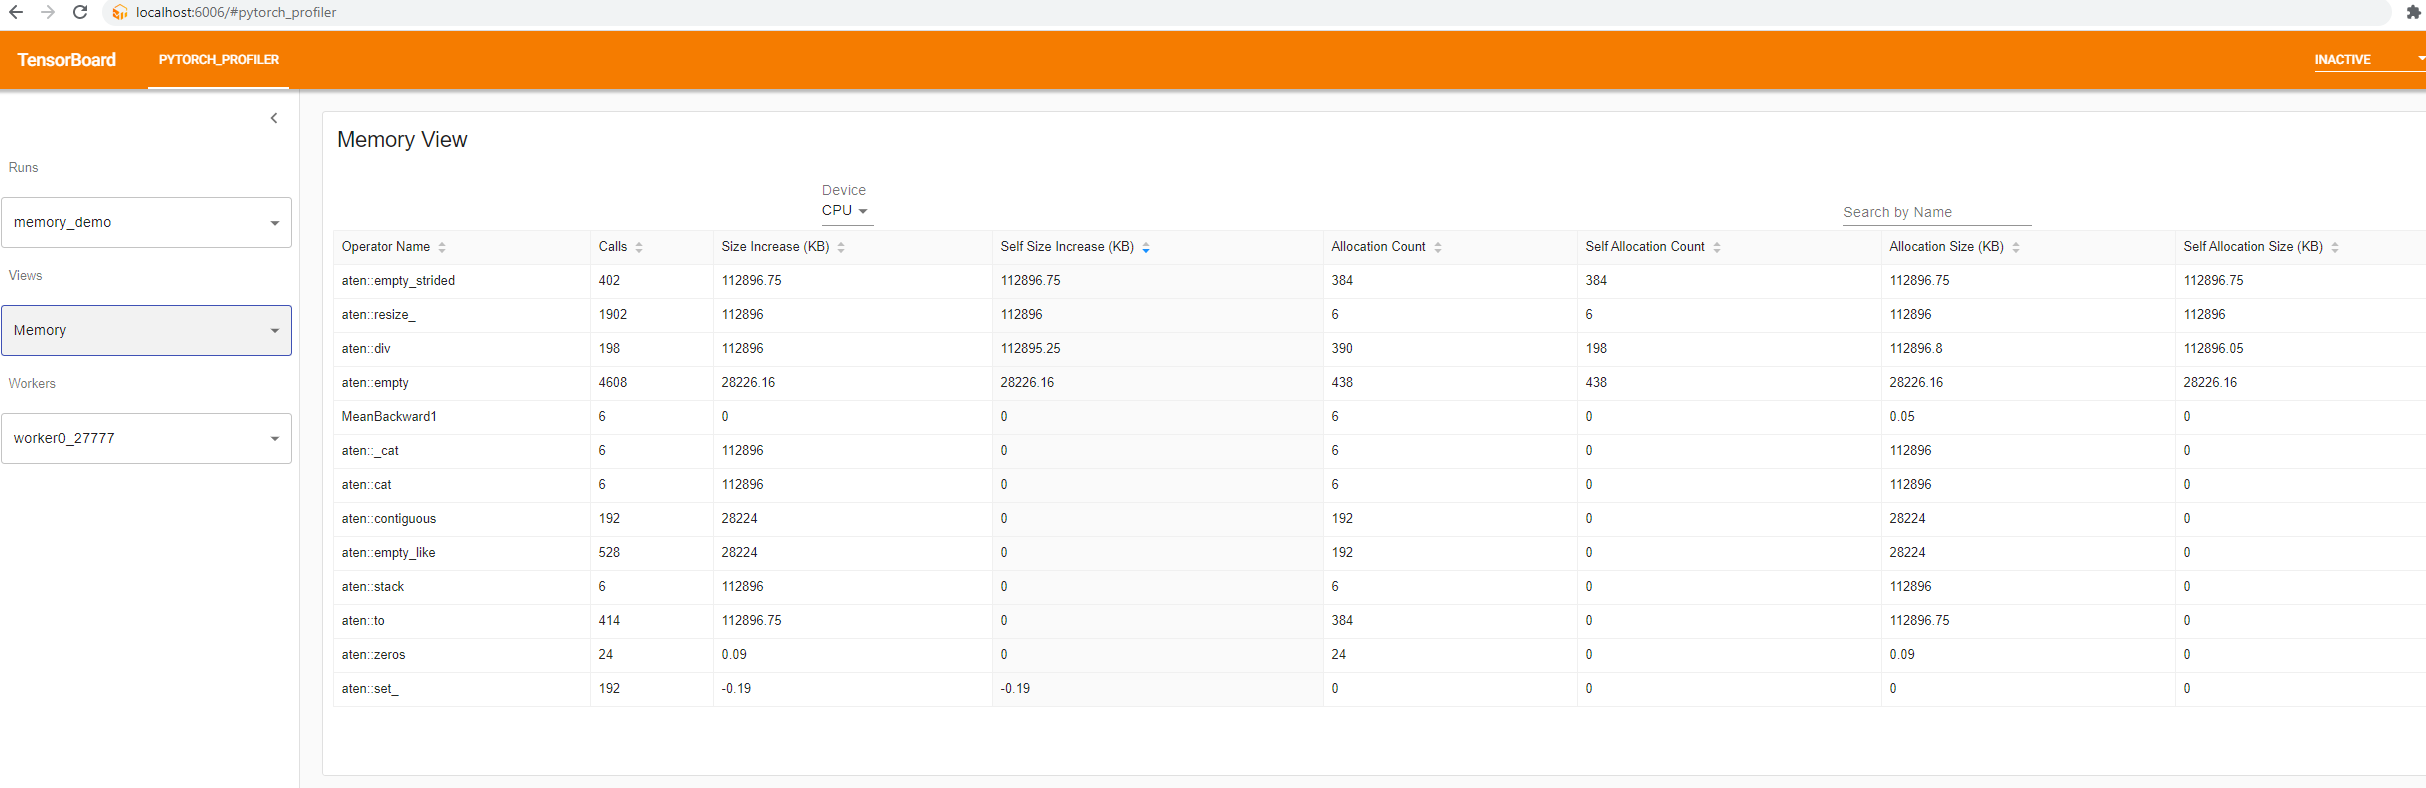 localhost:6006/#pytorch_profiler
TensorBoard PYTORCH_PROFILER INACTIVE
Runs
memory_demo
Views
Memory
Workers
worker0_27777
Memory View
Device
CPU
Search by Name
Operator Name Calls Size Increase (KB) Self Size Increase (KB) Allocation Count Self Allocation Count Allocation Size (KB) Self Allocation Size (KB)
aten::empty_strided 402 112896.75 112896.75 384 384 112896.75 112896.75
aten::resize_ 1902 112896 112896 6 6 112896 112896
aten::div 198 112896 112895.25 390 198 112896.8 112896.05
aten::empty 4608 28226.16 28226.16 438 438 28226.16 28226.16
MeanBackward1 6 0 0 6 0 0.05 0
aten::_cat 6 112896 0 6 0 112896 0
aten::cat 6 112896 0 6 0 112896 0
aten::contiguous 192 28224 0 192 0 28224 0
aten::empty_like 528 28224 0 192 0 28224 0
aten::stack 6 112896 0 6 0 112896 0
aten::to 414 112896.75 0 384 0 112896.75 0
aten::zeros 24 0.09 0 24 0 0.09 0
aten::set_ 192 -0.19 -0.19 0 0 0 0